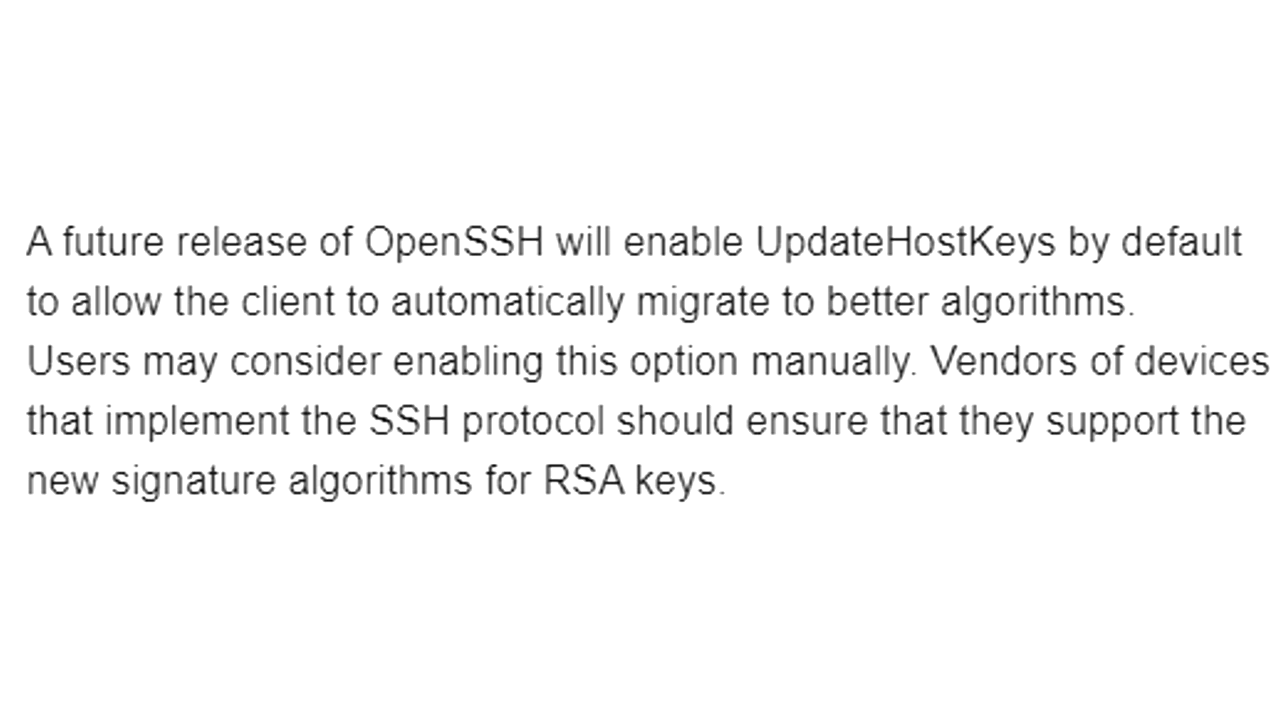 A future release of OpenSSH will enable UpdateHostKeys by default
to allow the client to automatically migrate to better algorithms.
Users may consider enabling this option manually. Vendors of devices
that implement the SSH protocol should ensure that they support the
new signature algorithms for RSA keys.